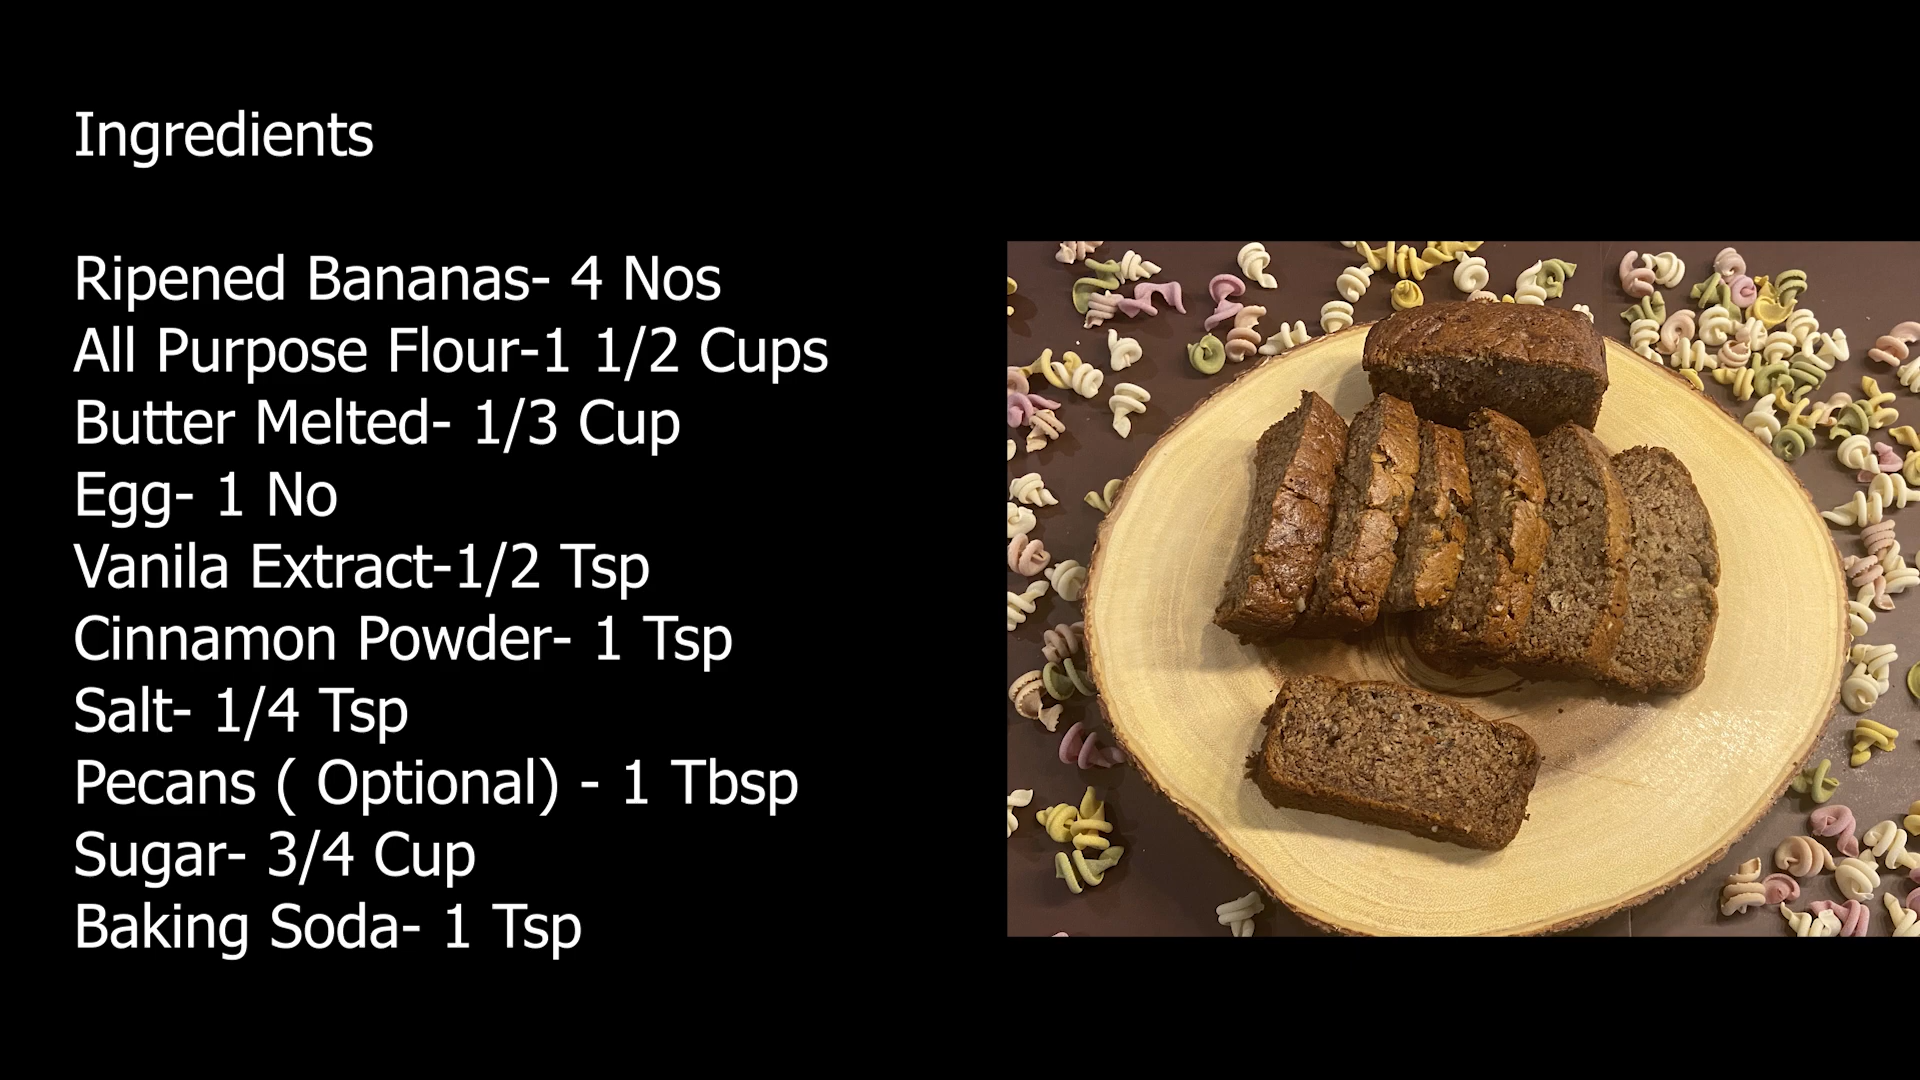 Ingredients
Ripened Bananas- 4 Nos
All Purpose Flour-1 1/2 Cups
Butter Melted- 1/3 Cup
Egg- 1 No
Vanila Extract-1/2 Tsp
Cinnamon Powder- 1 Tsp
Salt- 1/4 Tsp
Pecans ( Optional) - 1 Tbsp
Sugar- 3/4 Cup
Baking Soda- 1 Tsp